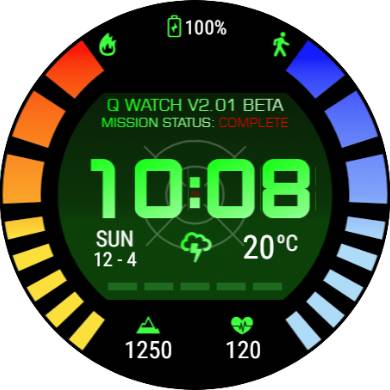 100%
Q WATCH V2.01 BETA
MISSION STATUS: COMPLETE
10:08
SUN
12 - 4
20°C
1250
120